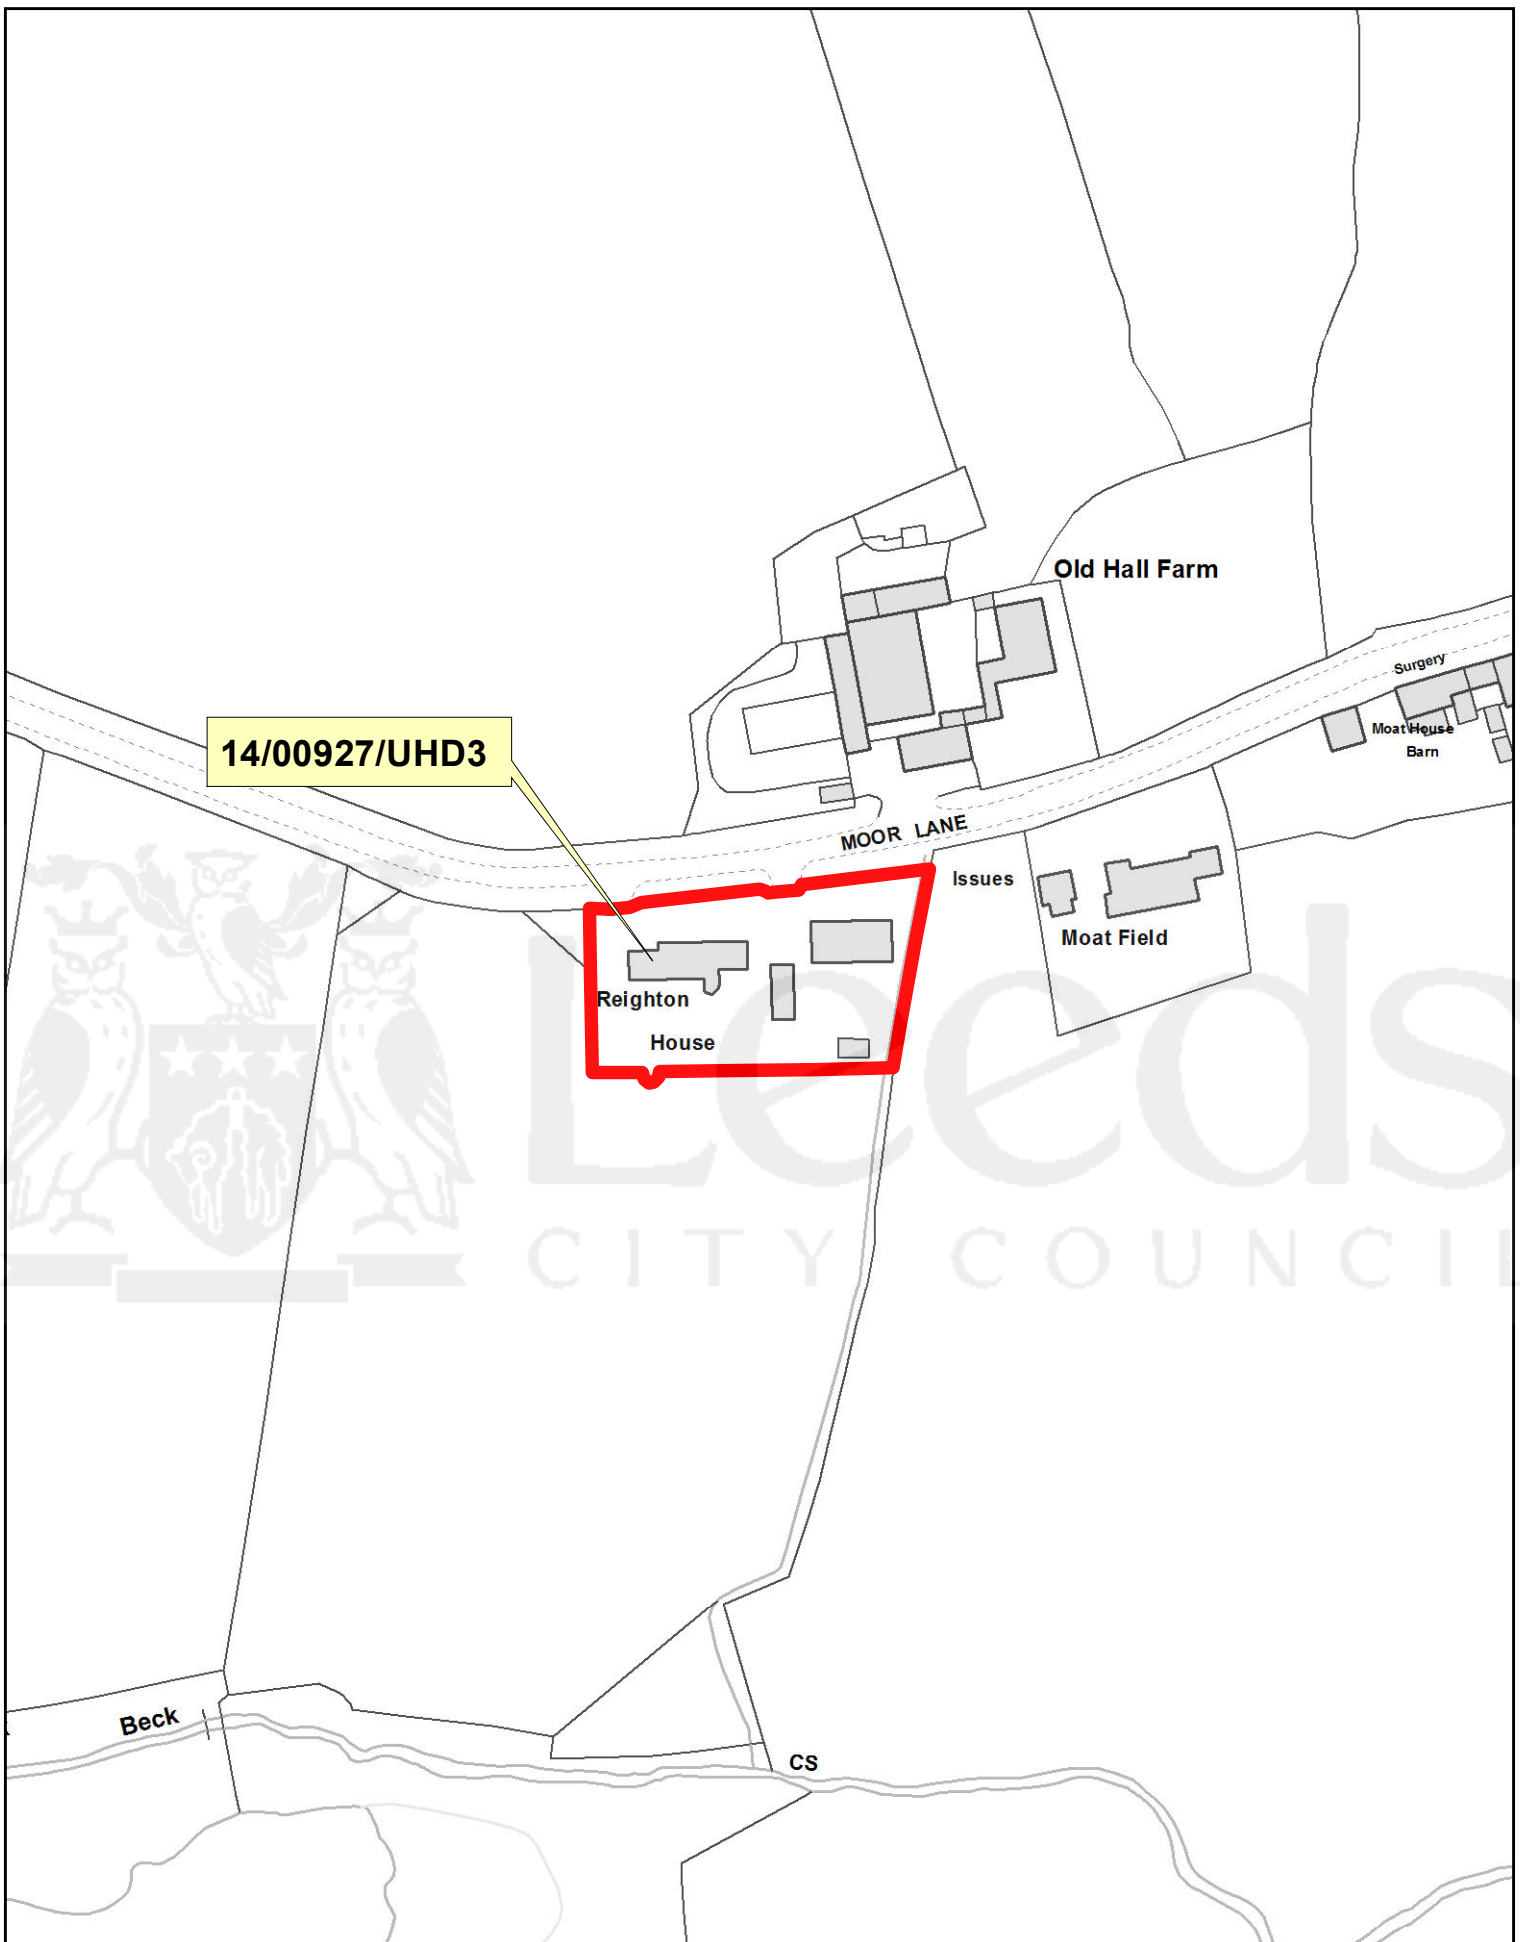 Old Hall Farm
Surgery
Moat House
Barn
14/00927/UHD3
MOOR LANE
Issues
Moat Field
Reighton
House
Leeds
CITY COUNCIL
Beck
CS